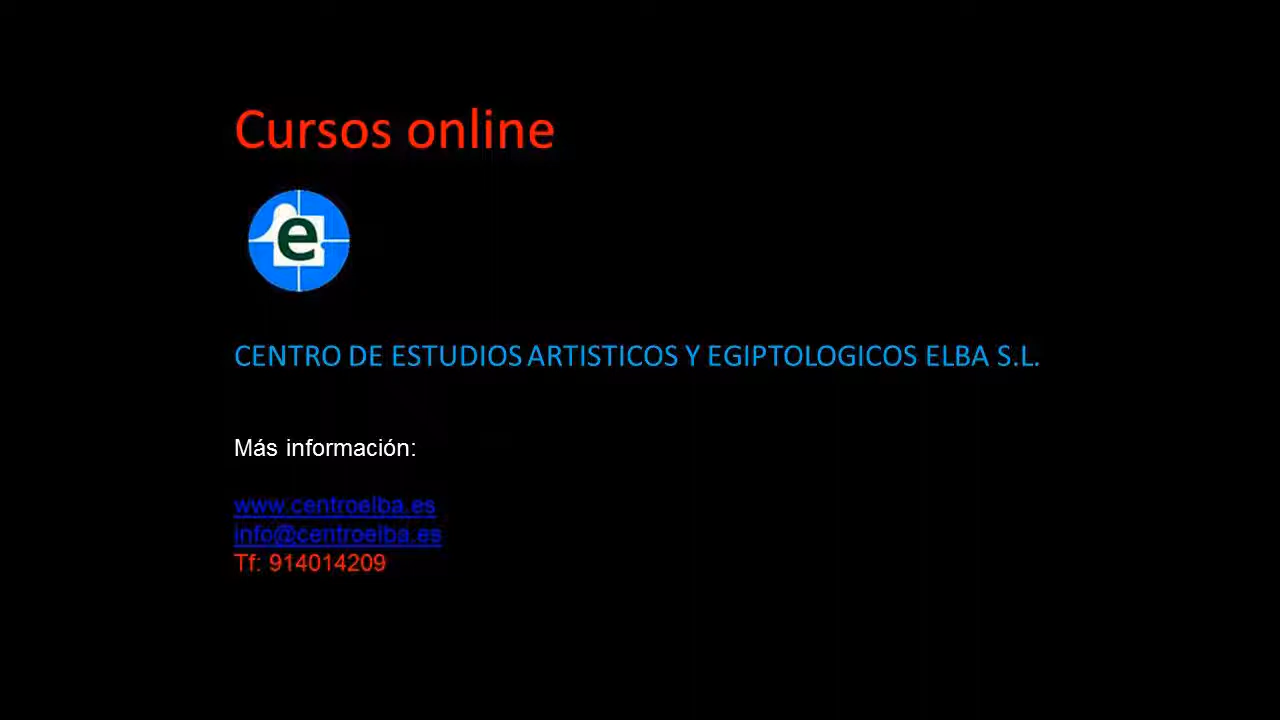 Cursos online
e
CENTRO DE ESTUDIOS ARTISTICOS Y EGIPTOLOGICOS ELBA S.L.
Más información:
www.centroelba.es
info@centroelba.es
Tf: 914014209